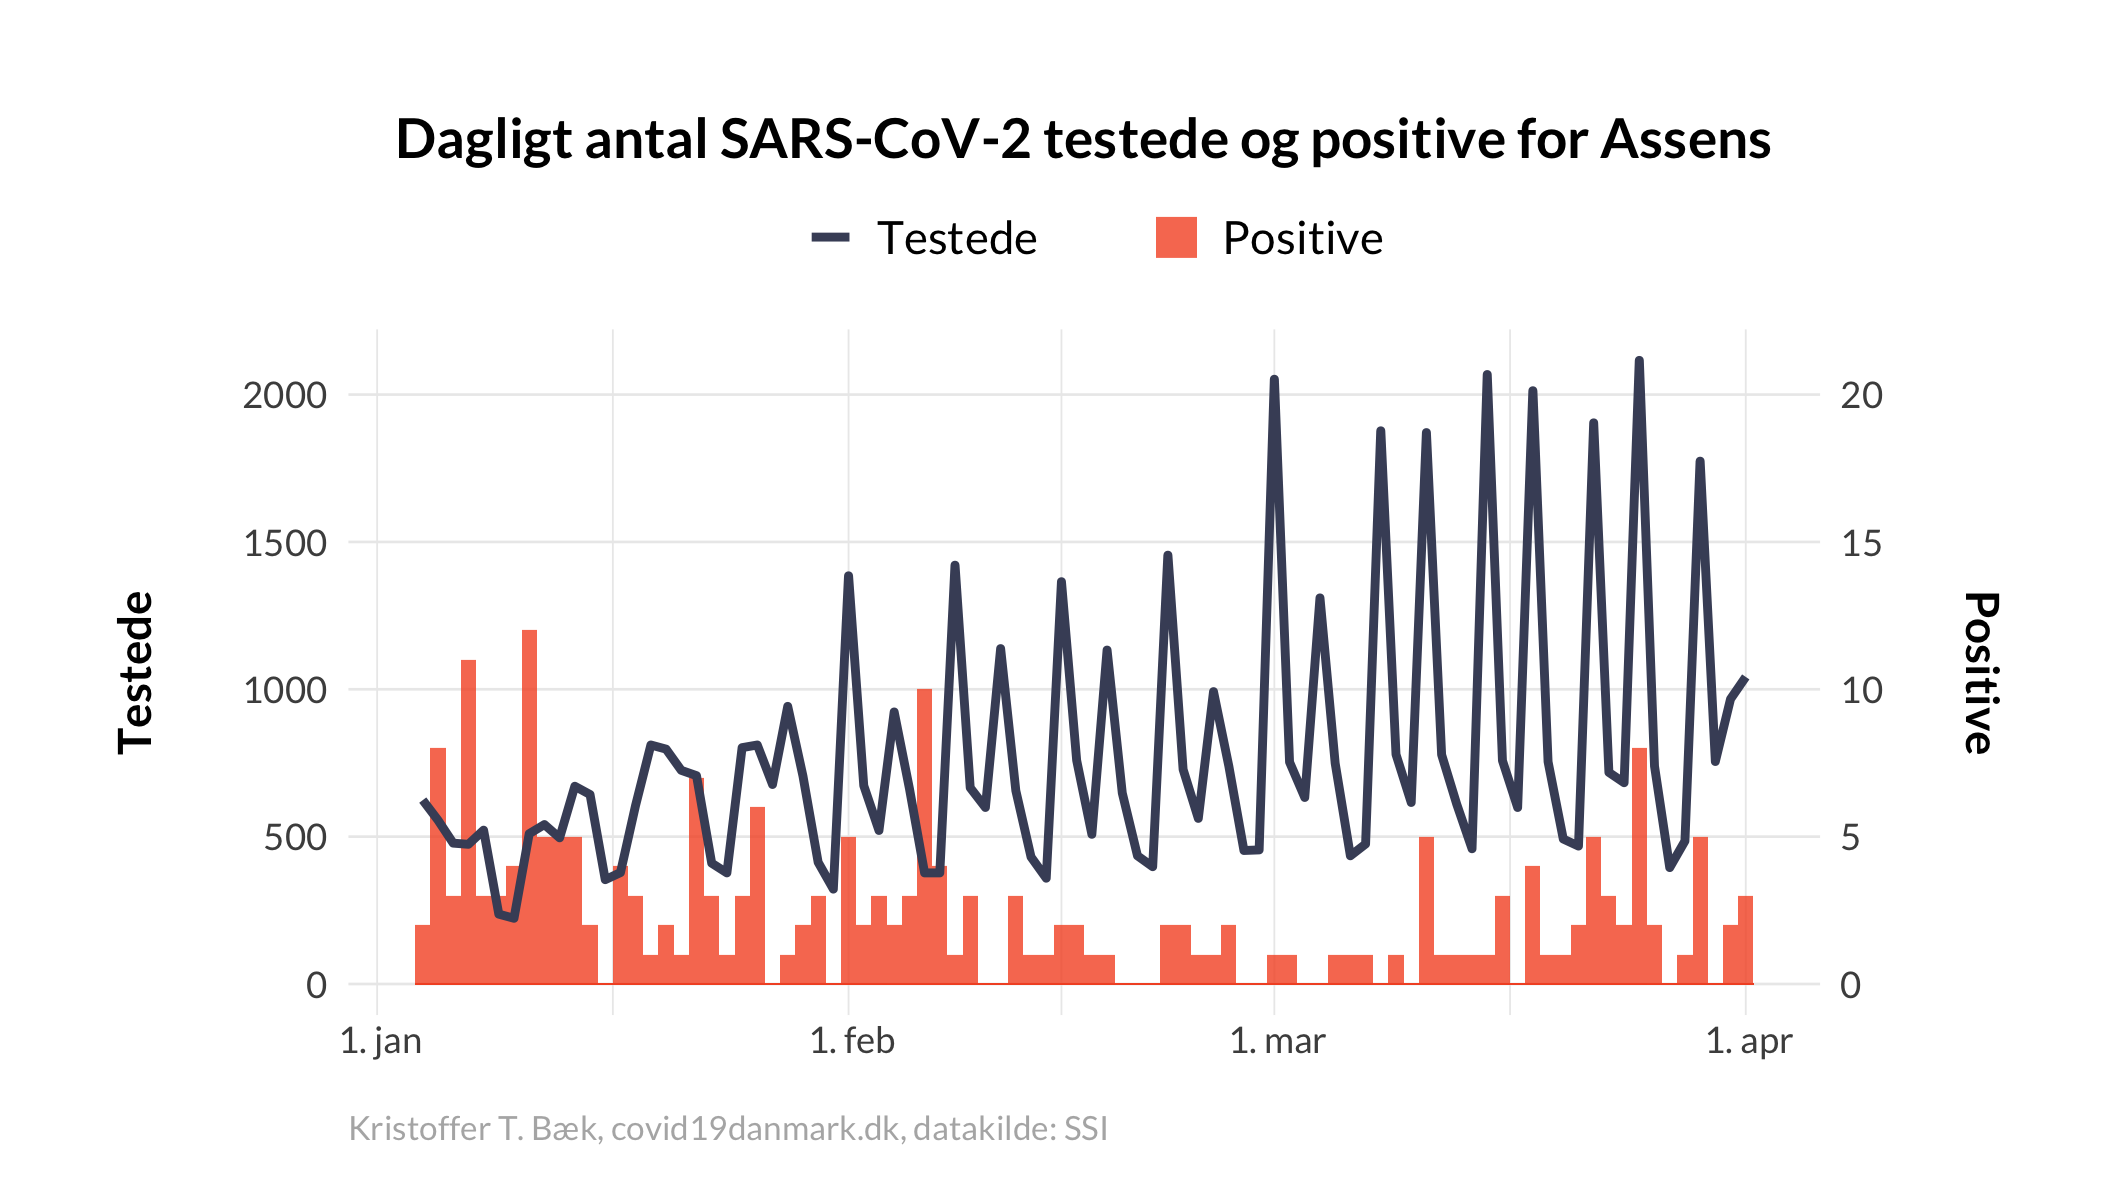 Dagligt antal SARS-CoV-2 testede og positive for Assens
Testede Positive
2000 20
1500 15
1000 10
500 5
0 0
Testede
Positive
1. jan 1. feb 1. mar 1. apr
Kristoffer T. Bæk, covid19danmark.dk, datakilde: SSI